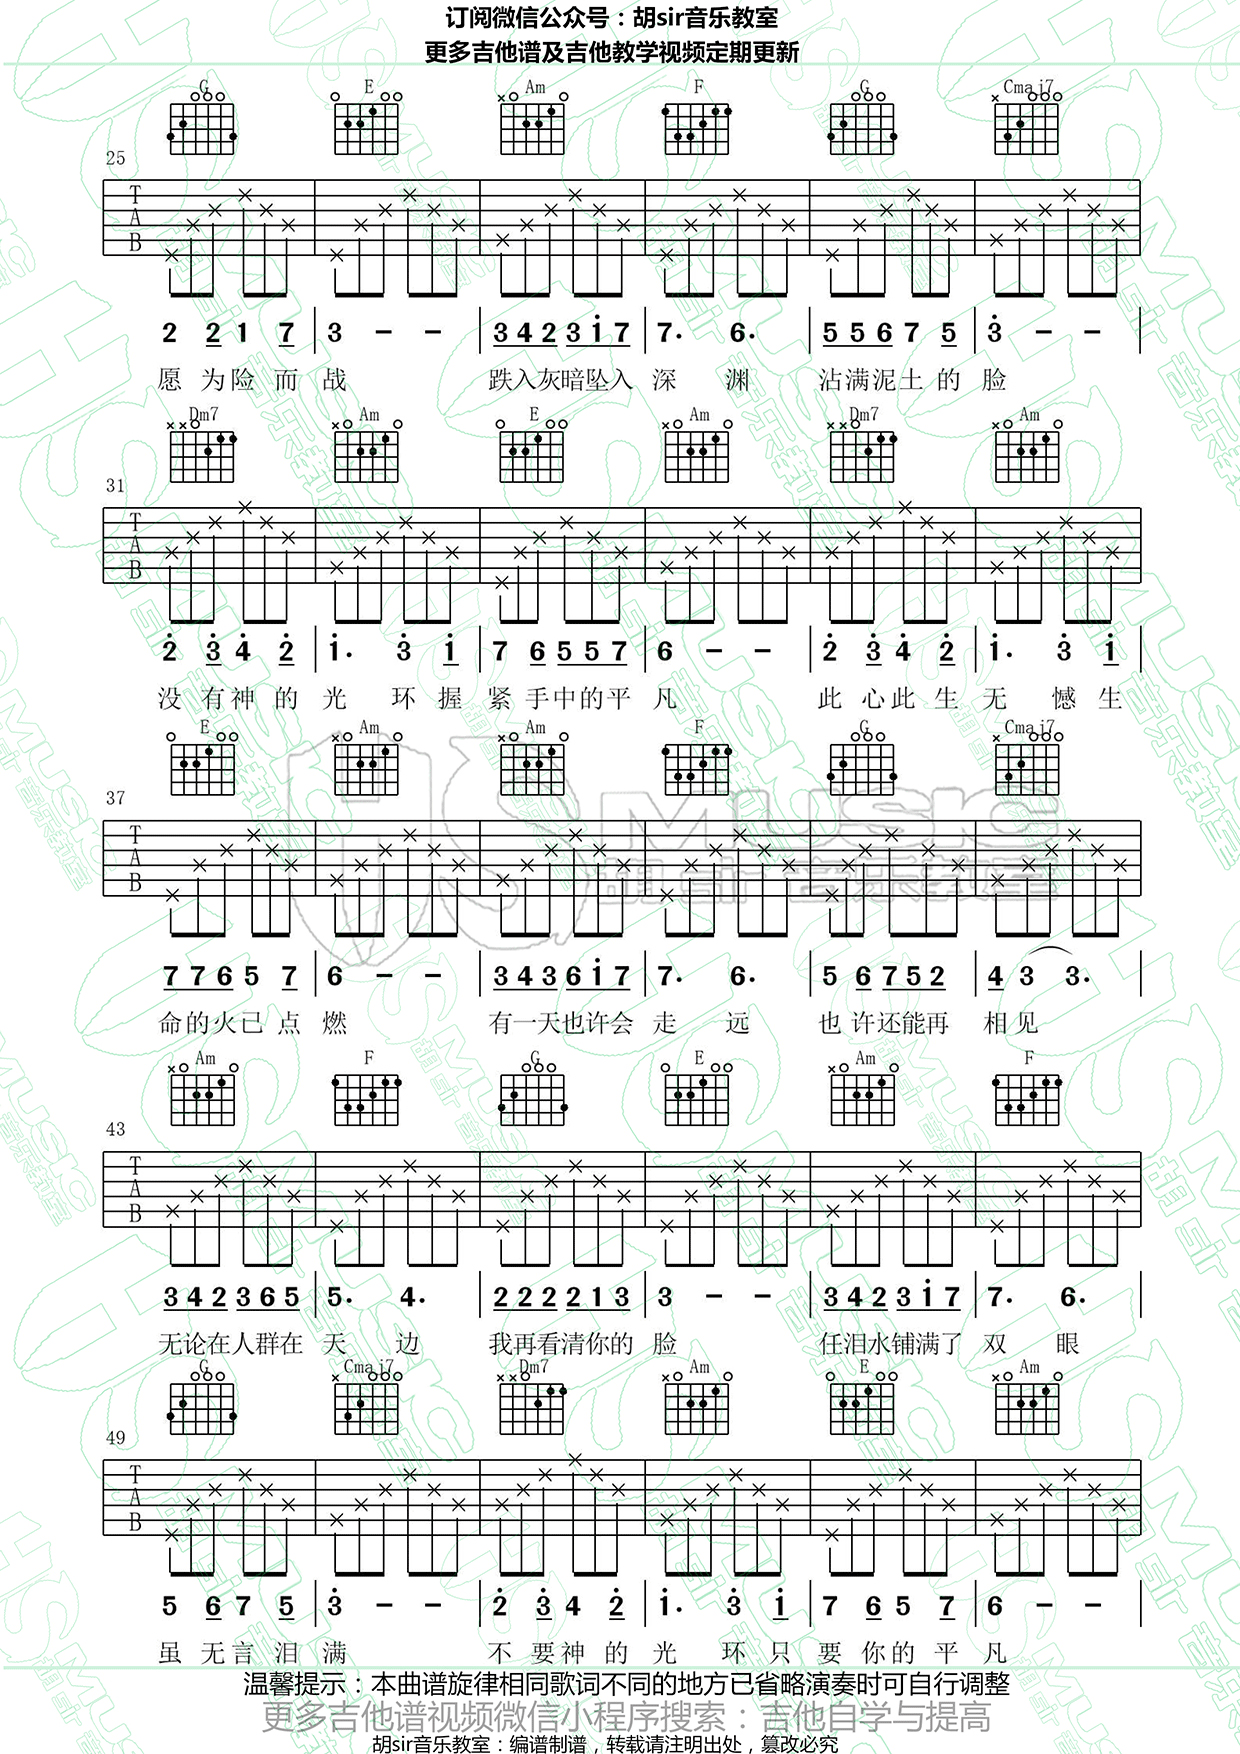 订阅微信公众号：胡sir音乐教室
更多吉他谱及吉他教学视频定期更新
G E Am F G Cmaj7
25
T
A
B
2 2 1 7 | 3 - - | 3 4 2 3 i 7 | 7. 6. | 5 5 6 7 5 | 3 - - |
愿 为 险 而 战 跌入灰暗坠入 深 渊 沾满泥土的 脸
Dm7 Am E Am Dm7 Am
31
T
A
B
2 3 4 2 | i. 3 i | 7 6 5 5 7 | 6 - - | 2 3 4 2 | i. 3 i |
没 有神 的 光 环 握 紧 手中的平 凡 此 心此 生 无 憾 生
E Am Am F G Cmaj7
37
T
A
B
7 7 6 5 7 | 6 - - | 3 4 3 6 i 7 | 7. 6. | 5 6 7 5 2 | 4 3 3. |
命的火已 点 燃 有一天也许会 走 远 也 许还能再 相见
Am F G E Am F
43
T
A
B
3 4 2 3 6 5 | 5. 4. | 2 2 2 2 1 3 | 3 - - | 3 4 2 3 i 7 | 7. 6. |
无论在人群在 天 边 我再看清你的 脸 任泪水铺满了 双 眼
G Cmaj7 Dm7 Am E Am
49
T
A
B
5 6 7 5 | 3 - - | 2 3 4 2 | i. 3 i | 7 6 5 7 | 6 - - |
虽 无言 泪 满 不 要神 的 光 环只 要 你的 平 凡
温馨提示：本曲谱旋律相同歌词不同的地方已省略演奏时可自行调整
更多吉他谱视频微信小程序搜索：吉他自学与提高
胡sir音乐教室：编谱制谱，转载请注明出处，篡改必究
HS MUSIC
胡 sir 音乐教室